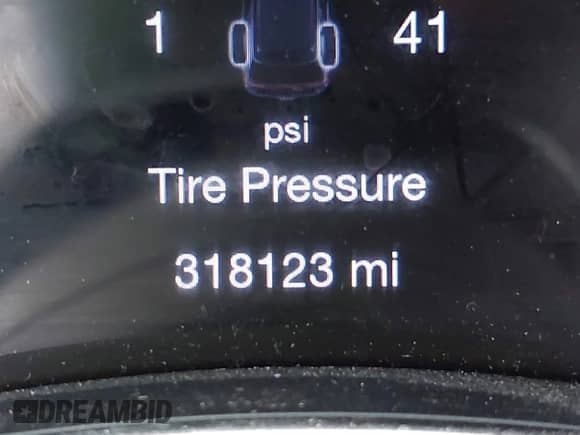 1 41
psi
Tire Pressure
318123 mi
DREAMBID